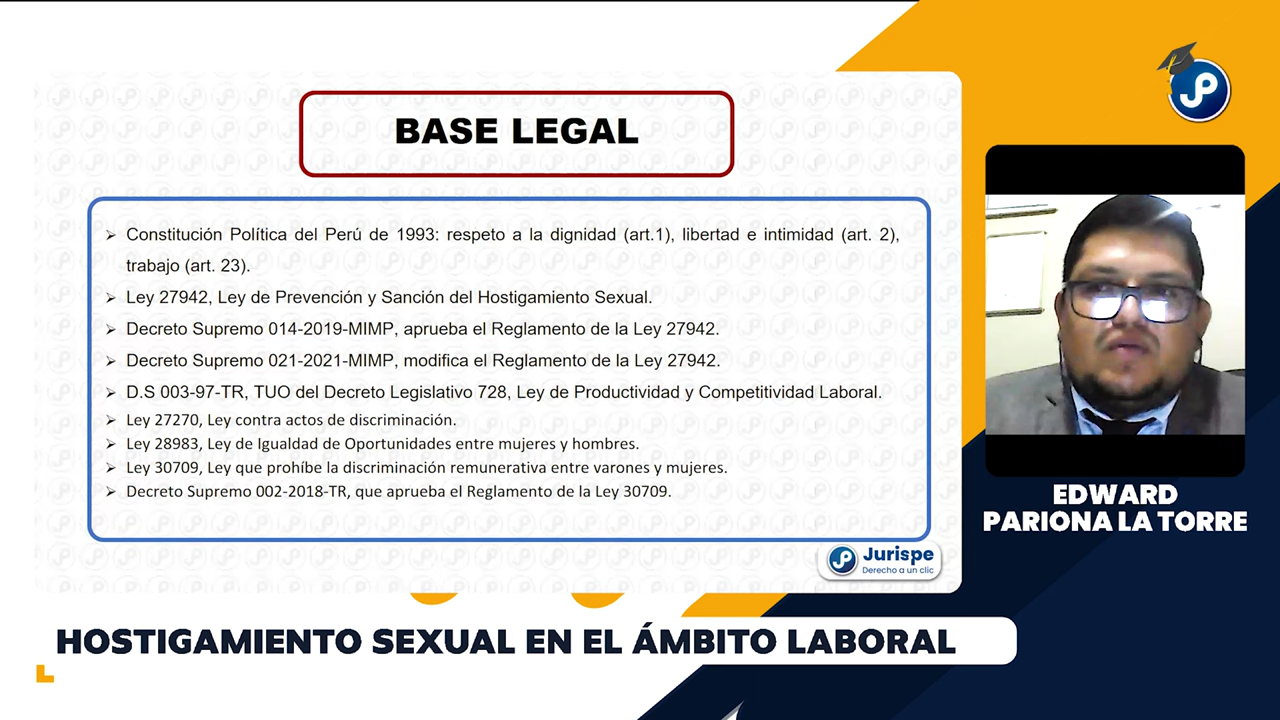 BASE LEGAL
➢ Constitución Política del Perú de 1993: respeto a la dignidad (art.1), libertad e intimidad (art. 2),
trabajo (art. 23).
➢ Ley 27942, Ley de Prevención y Sanción del Hostigamiento Sexual.
➢ Decreto Supremo 014-2019-MIMP, aprueba el Reglamento de la Ley 27942.
➢ Decreto Supremo 021-2021-MIMP, modifica el Reglamento de la Ley 27942.
➢ D.S 003-97-TR, TUO del Decreto Legislativo 728, Ley de Productividad y Competitividad Laboral.
➢ Ley 27270, Ley contra actos de discriminación.
➢ Ley 28983, Ley de Igualdad de Oportunidades entre mujeres y hombres.
➢ Ley 30709, Ley que prohíbe la discriminación remunerativa entre varones y mujeres.
➢ Decreto Supremo 002-2018-TR, que aprueba el Reglamento de la Ley 30709.
JP Jurispe
Derecho a un clic
JP
EDWARD
PARIONA LA TORRE
HOSTIGAMIENTO SEXUAL EN EL ÁMBITO LABORAL